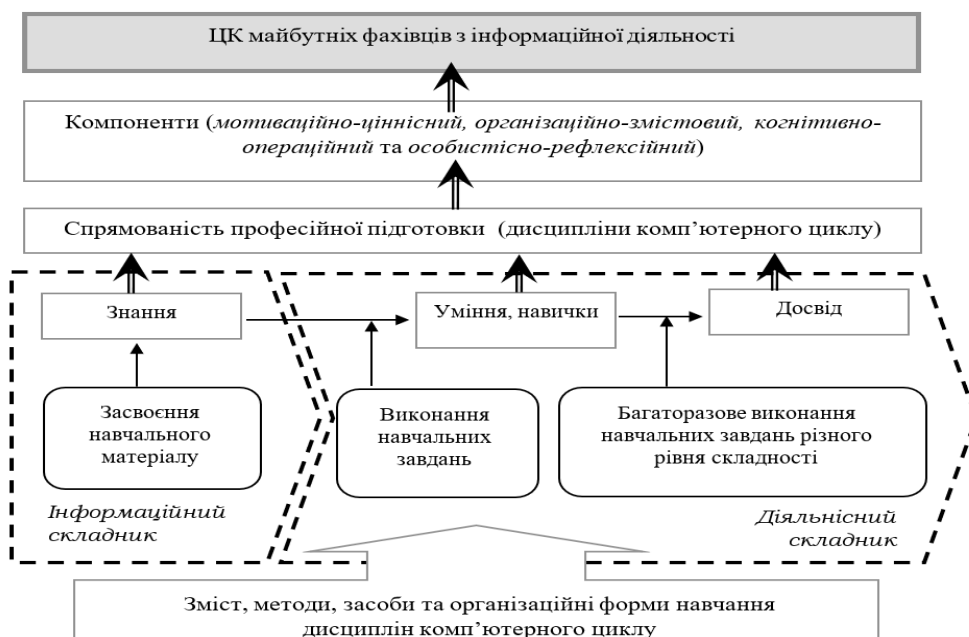 ЦК майбутніх фахівців з інформаційної діяльності
Компоненти (мотиваційно-ціннісний, організаційно-змістовий, когнітивно-
операційний та особистісно-рефлексійний)
Спрямованість професійної підготовки (дисципліни комп’ютерного циклу)
Знання
Уміння, навички
Досвід
Засвоєння
навчального
матеріалу
Виконання
навчальних
завдань
Багаторазове виконання
навчальних завдань різного
рівня складності
Інформаційний
складник
Діяльнісний
складник
Зміст, методи, засоби та організаційні форми навчання
дисциплін комп’ютерного циклу